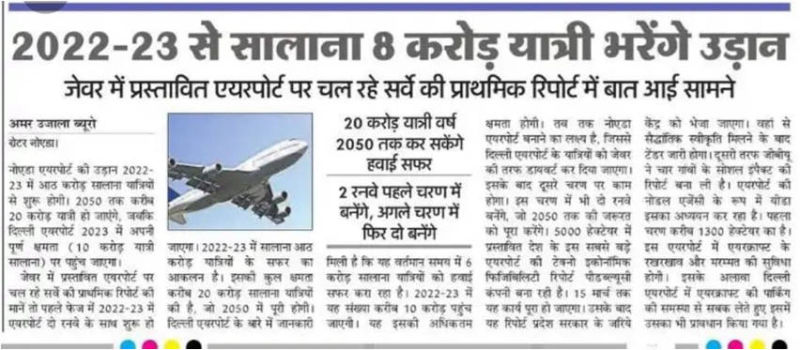 2022-23 से सालाना 8 करोड़ यात्री भरेंगे उड़ान
जेवर में प्रस्तावित एयरपोर्ट पर चल रहे सर्वे की प्राथमिक रिपोर्ट में बात आई सामने
अमर उजाला ब्यूरो
ग्रेटर नोएडा।
नोएडा एयरपोर्ट की उड़ान 2022-
23 में आठ करोड़ सालाना यात्रियों
से शुरू होगी। 2050 तक करीब
20 करोड़ यात्री हो जाएंगे, जबकि
दिल्ली एयरपोर्ट 2023 में अपनी
पूर्ण क्षमता (10 करोड़ यात्री
सालाना) पर पहुंच जाएगा।
जेवर में प्रस्तावित एयरपोर्ट पर
चल रहे सर्वे की प्राथमिक रिपोर्ट की
मानें तो पहले फेज में 2022-23 में
एयरपोर्ट दो रनवे के साथ शुरू हो
जाएगा। 2022-23 में सालाना आठ
करोड़ यात्रियों के सफर का
आकलन है। इसकी कुल क्षमता
करीब 20 करोड़ सालाना यात्रियों
की है, जो 2050 में पूरी होगी।
दिल्ली एयरपोर्ट के बारे में जानकारी
20 करोड़ यात्री वर्ष
2050 तक कर सकेंगे
हवाई सफर
2 रनवे पहले चरण में
बनेंगे, अगले चरण में
फिर दो बनेंगे
मिली है कि यह वर्तमान समय में 6
करोड़ सालाना यात्रियों को हवाई
सफर करा रहा है। 2022-23 में
यह संख्या करीब 10 करोड़ पहुंच
जाएगी। यह इसकी अधिकतम
क्षमता होगी। तब तक नोएडा
एयरपोर्ट बनाने का लक्ष्य है, जिससे
दिल्ली एयरपोर्ट के यात्रियों को जेवर
की तरफ डायवर्ट कर दिया जाएगा।
इसके बाद दूसरे चरण पर काम
होगा। इस चरण में भी दो रनवे
बनेंगे, जो 2050 तक की जरूरत
को पूरा करेंगे। 5000 हेक्टेयर में
प्रस्तावित देश के इस सबसे बड़े
एयरपोर्ट की टेक्नो इकोनॉमिक
फिजिबिलिटी रिपोर्ट पीडब्ल्यूसी
कंपनी बना रही है। 15 मार्च तक
यह कार्य पूरा हो जाएगा। उसके बाद
यह रिपोर्ट प्रदेश सरकार के जरिये
केंद्र को भेजा जाएगा। वहां से
सैद्धांतिक स्वीकृति मिलने के बाद
टेंडर जारी होगा। दूसरी तरफ जीबीयू
ने चार गांवों के सोशल इंपैक्ट की
रिपोर्ट बना ली है। एयरपोर्ट की
नोडल एजेंसी के रूप में यीडा
इसका अध्ययन कर रहा है। पहला
चरण करीब 1300 हेक्टेयर का है।
इस एयरपोर्ट में एयरक्राफ्ट के
रखरखाव और मरम्मत की सुविधा
होगी। इसके अलावा दिल्ली
एयरपोर्ट में एयरक्राफ्ट की पार्किंग
की समस्या से सबक लेते हुए इसमें
उसका भी प्रावधान किया गया है।